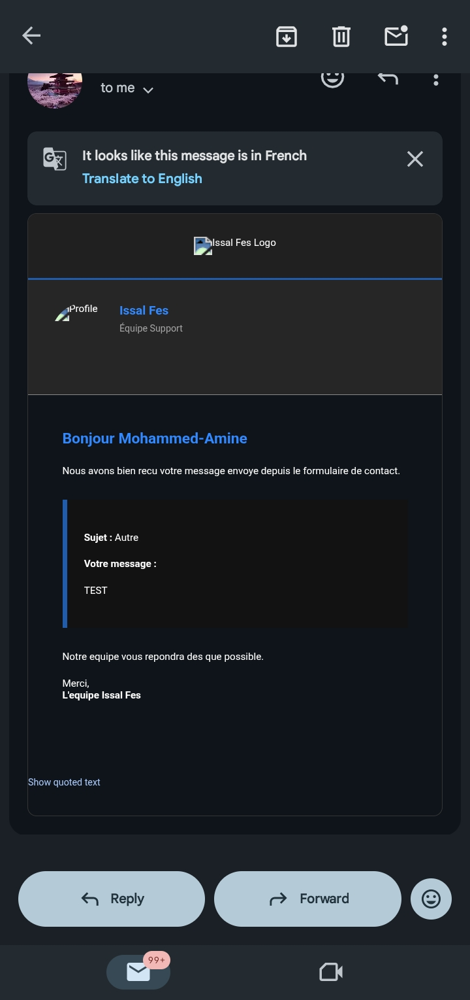 to me
It looks like this message is in French
Translate to English
Issal Fes Logo
Profile
Issal Fes
Équipe Support
Bonjour Mohammed-Amine
Nous avons bien recu votre message envoye depuis le formulaire de contact.
Sujet : Autre
Votre message :
TEST
Notre equipe vous repondra des que possible.
Merci,
L'equipe Issal Fes
Show quoted text
Reply
Forward
99+